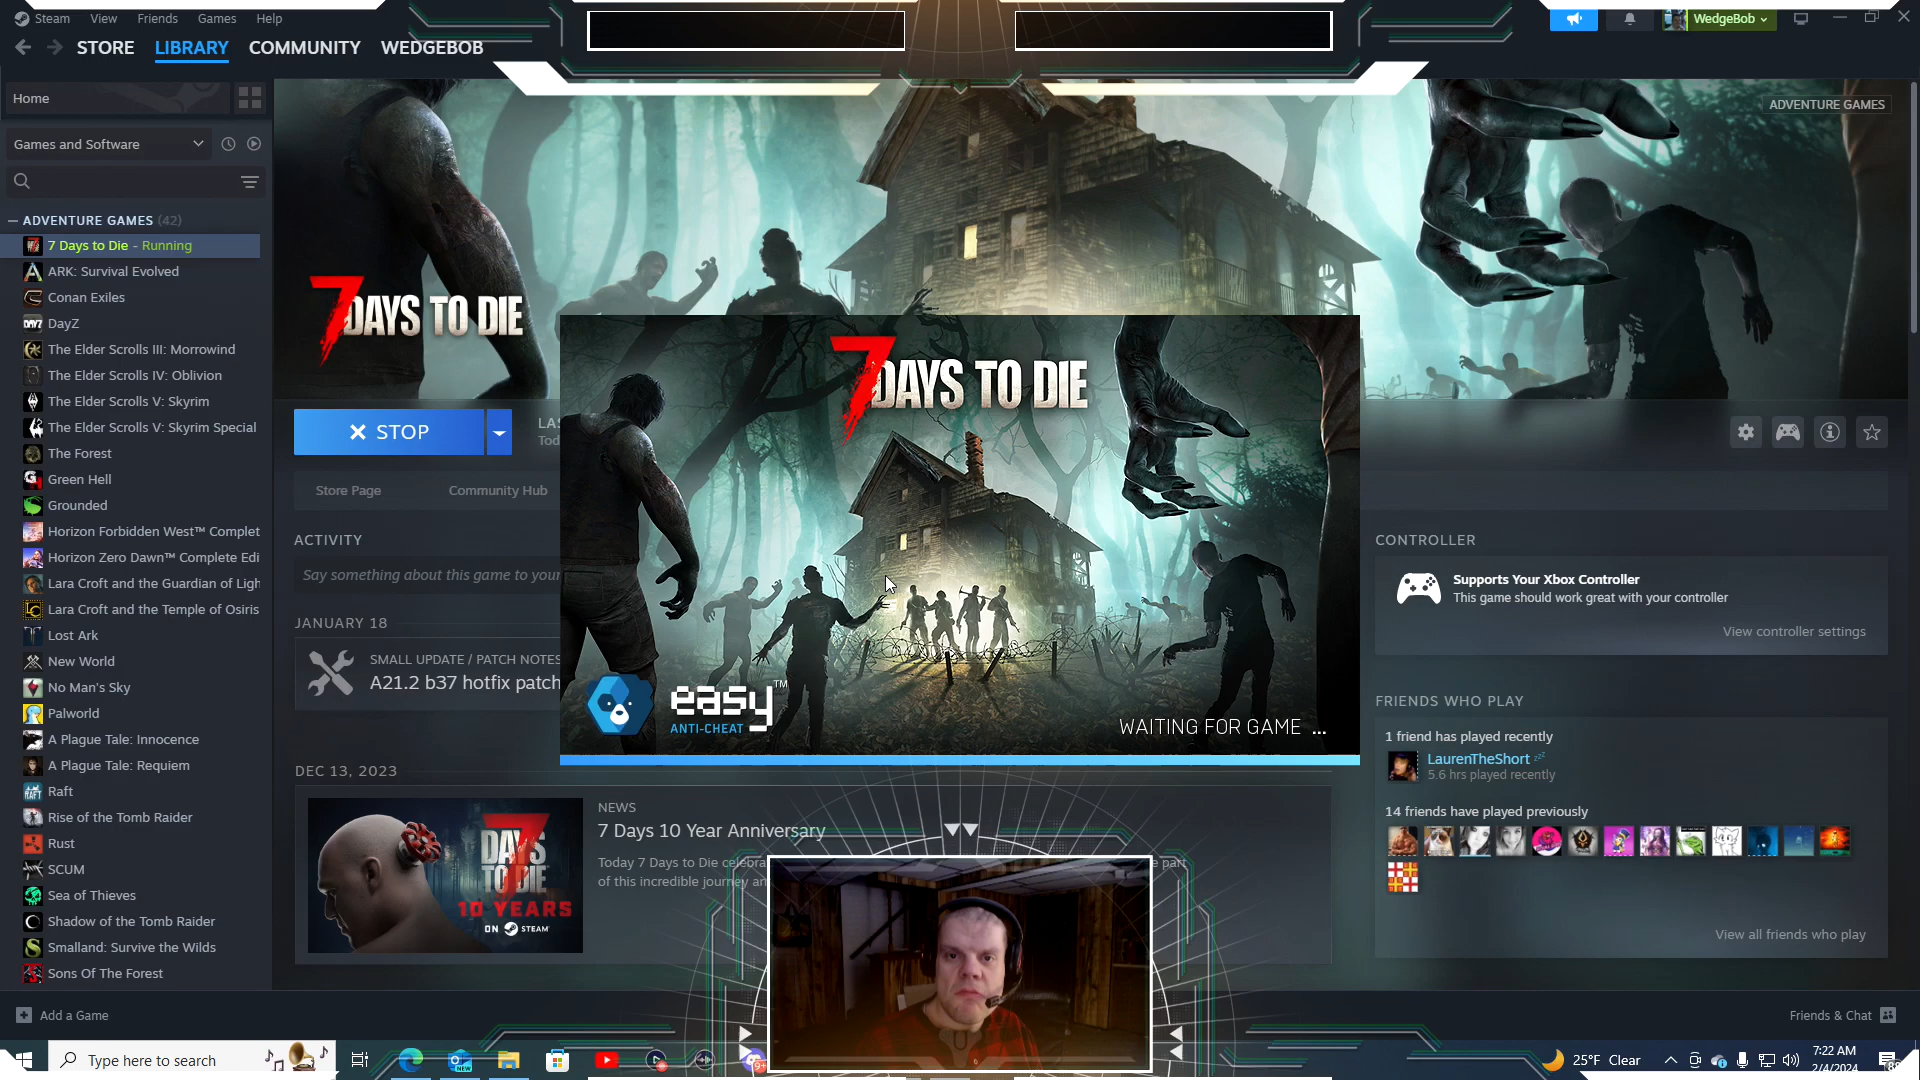 Steam View Friends Games Help
WedgeBob
STORE LIBRARY COMMUNITY WEDGEBOB
Home
ADVENTURE GAMES
Games and Software
ADVENTURE GAMES (42)
7 Days to Die - Running
ARK: Survival Evolved
Conan Exiles
DayZ
The Elder Scrolls III: Morrowind
The Elder Scrolls IV: Oblivion
The Elder Scrolls V: Skyrim
The Elder Scrolls V: Skyrim Special
The Forest
Green Hell
Grounded
Horizon Forbidden West™ Complet
Horizon Zero Dawn™ Complete Edi
Lara Croft and the Guardian of Ligh
Lara Croft and the Temple of Osiris
Lost Ark
New World
No Man's Sky
Palworld
A Plague Tale: Innocence
A Plague Tale: Requiem
Raft
Rise of the Tomb Raider
Rust
SCUM
Sea of Thieves
Shadow of the Tomb Raider
Smalland: Survive the Wilds
Sons Of The Forest
Add a Game
7 DAYS TO DIE
STOP
LAS
Tod
Store Page Community Hub
ACTIVITY
Say something about this game to your
JANUARY 18
SMALL UPDATE / PATCH NOTES
A21.2 b37 hotfix patch
DEC 13, 2023
7 DAYS TO DIE
10 YEARS
ON STEAM
NEWS
7 Days 10 Year Anniversary
Today 7 Days to Die celebra e part
of this incredible journey an
7 DAYS TO DIE
easy™
ANTI-CHEAT
WAITING FOR GAME ...
CONTROLLER
Supports Your Xbox Controller
This game should work great with your controller
View controller settings
FRIENDS WHO PLAY
1 friend has played recently
LaurenTheShort zzz
5.6 hrs played recently
14 friends have played previously
View all friends who play
Friends & Chat
Type here to search
NEW
9+
25°F Clear
7:22 AM
2/4/2024